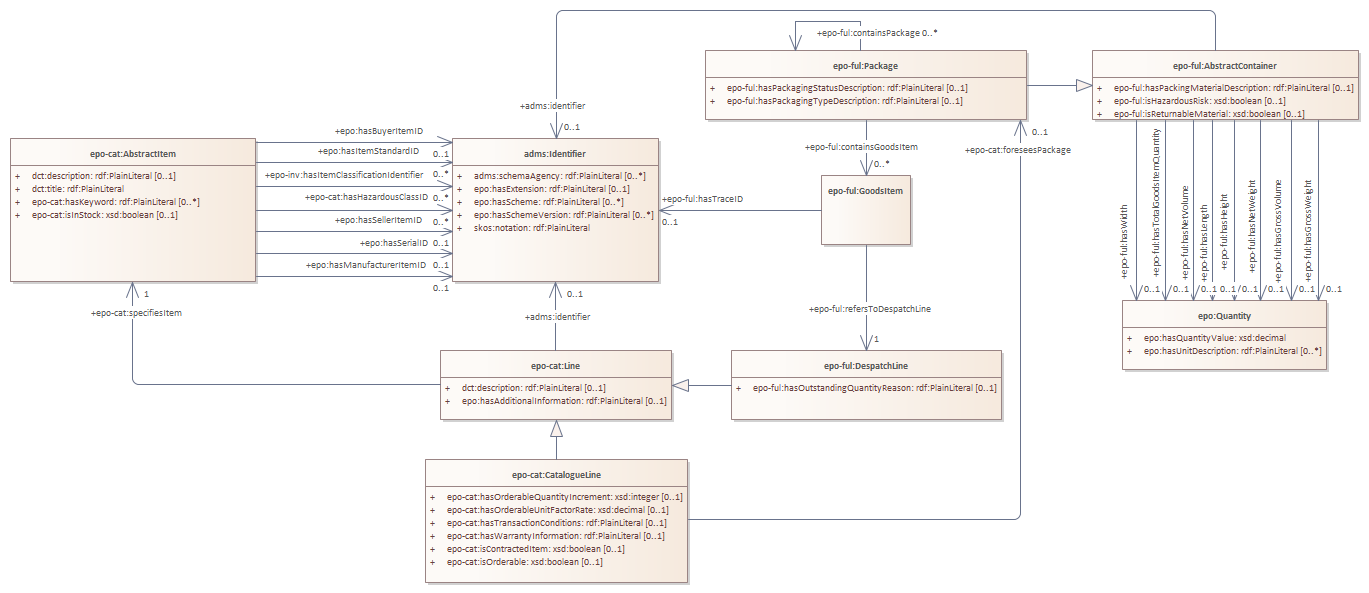 +epo-ful:containsPackage 0..*
epo-ful:Package
+ epo-ful:hasPackagingStatusDescription: rdf:PlainLiteral [0..1]
+ epo-ful:hasPackagingTypeDescription: rdf:PlainLiteral [0..1]
epo-ful:AbstractContainer
+ epo-ful:hasPackingMaterialDescription: rdf:PlainLiteral [0..1]
+ epo-ful:isHazardousRisk: xsd:boolean [0..1]
+ epo-ful:isReturnableMaterial: xsd:boolean [0..1]
+adms:identifier
0..1
+epo-cat:foreseesPackage
0..1
+epo-ful:containsGoodsItem
0..*
epo-cat:AbstractItem
+ dct:description: rdf:PlainLiteral [0..1]
+ dct:title: rdf:PlainLiteral
+ epo-cat:hasKeyword: rdf:PlainLiteral [0..*]
+ epo-cat:isInStock: xsd:boolean [0..1]
+epo:hasBuyerItemID
0..1
+epo:hasItemStandardID
0..*
+epo-inv:hasItemClassificationIdentifier
0..*
+epo-cat:hasHazardousClassID
0..*
+epo:hasSellerItemID
0..1
+epo:hasSerialID
0..1
+epo:hasManufacturerItemID
0..1
adms:Identifier
+ adms:schemaAgency: rdf:PlainLiteral [0..*]
+ epo:hasExtension: rdf:PlainLiteral [0..1]
+ epo:hasScheme: rdf:PlainLiteral [0..*]
+ epo:hasSchemeVersion: rdf:PlainLiteral [0..*]
+ skos:notation: rdf:PlainLiteral
+epo-ful:hasTraceID
0..1
epo-ful:GoodsItem
+epo-ful:hasWidth
0..1
+epo-ful:hasTotalGoodsItemQuantity
0..1
+epo-ful:hasNetVolume
0..1
+epo-ful:hasLength
0..1
+epo-ful:hasHeight
0..1
+epo-ful:hasNetWeight
0..1
+epo-ful:hasGrossVolume
0..1
+epo-ful:hasGrossWeight
0..1
epo:Quantity
+ epo:hasQuantityValue: xsd:decimal
+ epo:hasUnitDescription: rdf:PlainLiteral [0..*]
+epo-cat:specifiesItem
1
+adms:identifier
0..1
+epo-ful:refersToDespatchLine
1
epo-cat:Line
+ dct:description: rdf:PlainLiteral [0..1]
+ epo:hasAdditionalInformation: rdf:PlainLiteral [0..1]
epo-ful:DespatchLine
+ epo-ful:hasOutstandingQuantityReason: rdf:PlainLiteral [0..1]
epo-cat:CatalogueLine
+ epo-cat:hasOrderableQuantityIncrement: xsd:integer [0..1]
+ epo-cat:hasOrderableUnitFactorRate: xsd:decimal [0..1]
+ epo-cat:hasTransactionConditions: rdf:PlainLiteral [0..1]
+ epo-cat:hasWarrantyInformation: rdf:PlainLiteral [0..1]
+ epo-cat:isContractedItem: xsd:boolean [0..1]
+ epo-cat:isOrderable: xsd:boolean [0..1]